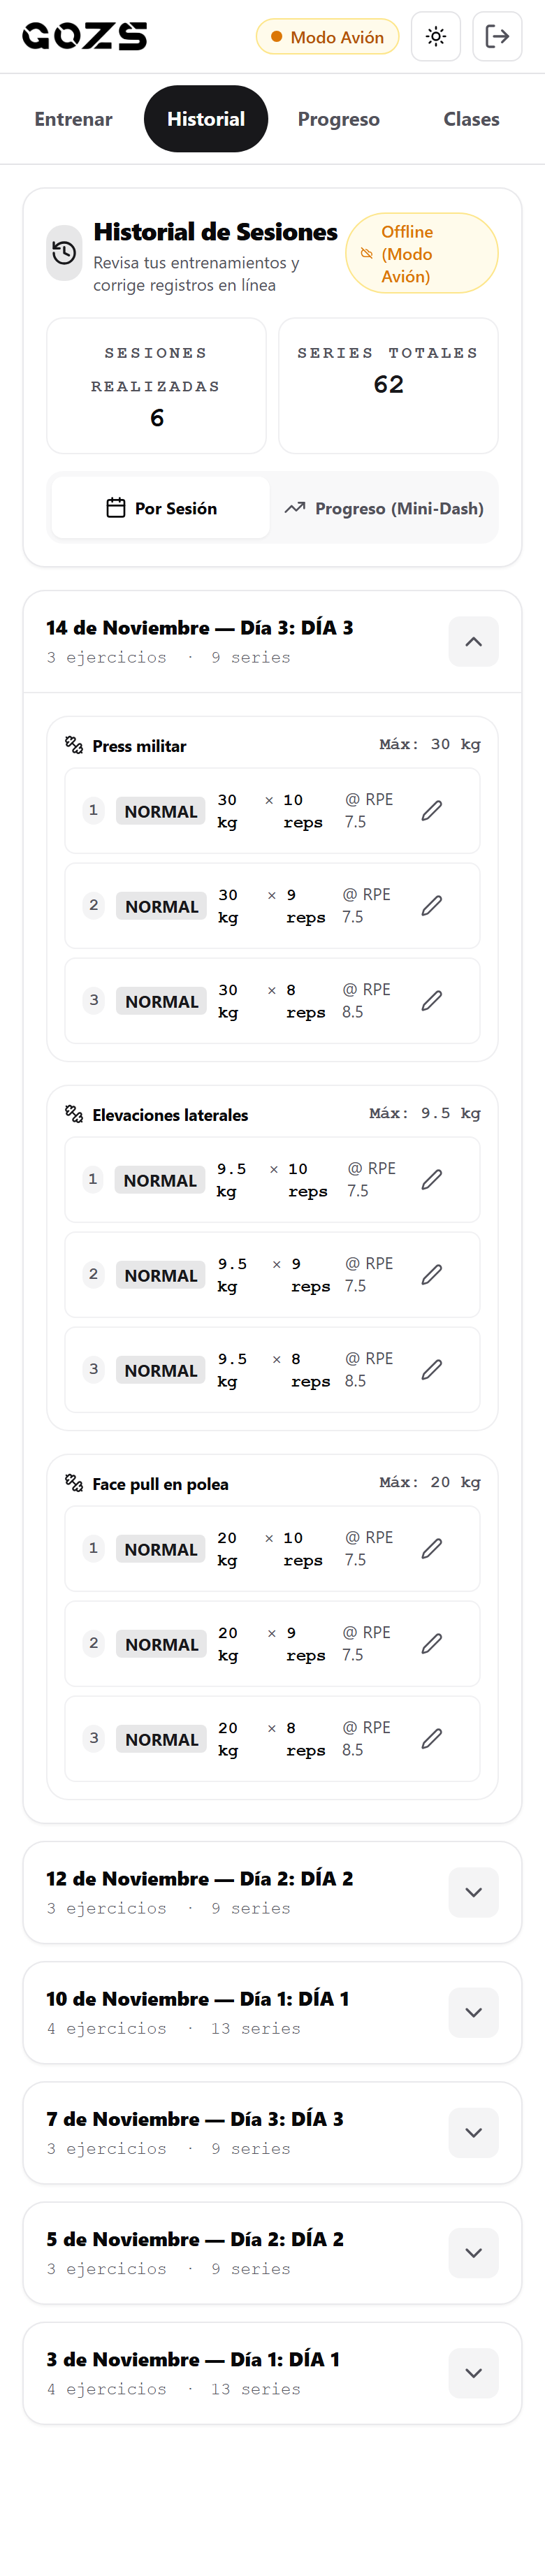 GOZS
Modo Avión
Entrenar Historial Progreso Clases
Historial de Sesiones
Revisa tus entrenamientos y
corrige registros en línea
Offline
(Modo
Avión)
SESIONES
REALIZADAS
6
SERIES TOTALES
62
Por Sesión
Progreso (Mini-Dash)
14 de Noviembre — Día 3: DÍA 3
3 ejercicios · 9 series
Press militar
Máx: 30 kg
1 NORMAL 30 kg × 10 reps @ RPE 7.5
2 NORMAL 30 kg × 9 reps @ RPE 7.5
3 NORMAL 30 kg × 8 reps @ RPE 8.5
Elevaciones laterales
Máx: 9.5 kg
1 NORMAL 9.5 kg × 10 reps @ RPE 7.5
2 NORMAL 9.5 kg × 9 reps @ RPE 7.5
3 NORMAL 9.5 kg × 8 reps @ RPE 8.5
Face pull en polea
Máx: 20 kg
1 NORMAL 20 kg × 10 reps @ RPE 7.5
2 NORMAL 20 kg × 9 reps @ RPE 7.5
3 NORMAL 20 kg × 8 reps @ RPE 8.5
12 de Noviembre — Día 2: DÍA 2
3 ejercicios · 9 series
10 de Noviembre — Día 1: DÍA 1
4 ejercicios · 13 series
7 de Noviembre — Día 3: DÍA 3
3 ejercicios · 9 series
5 de Noviembre — Día 2: DÍA 2
3 ejercicios · 9 series
3 de Noviembre — Día 1: DÍA 1
4 ejercicios · 13 series